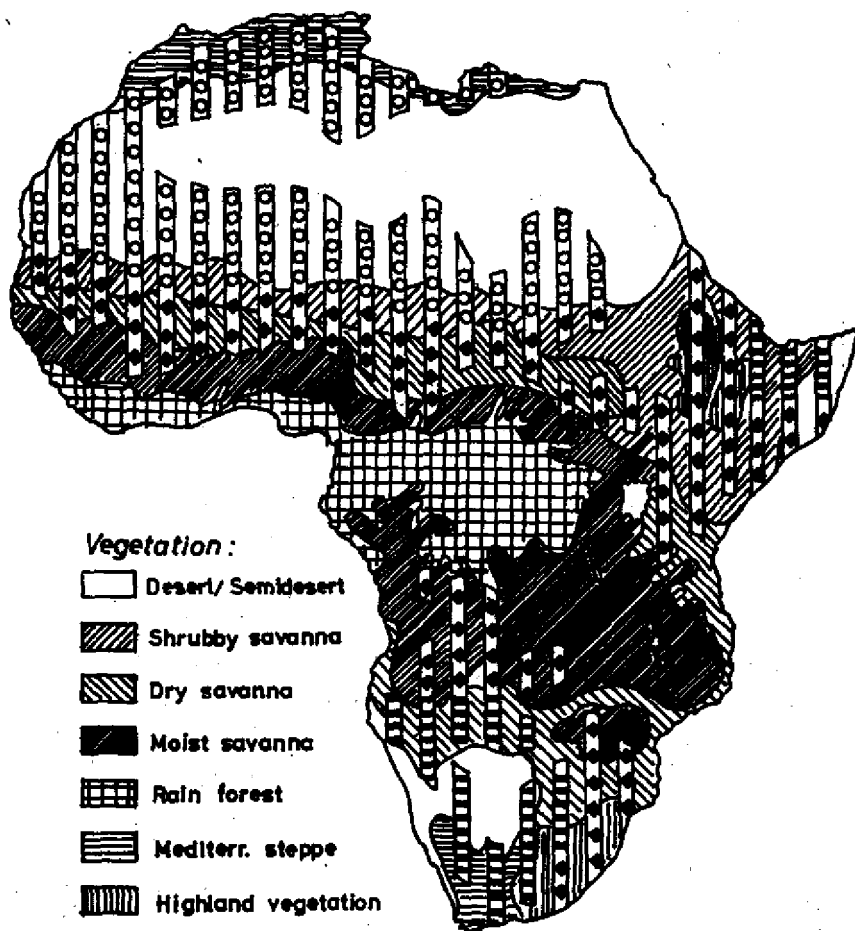 Vegetation :
Desert/Semidesert
Shrubby savanna
Dry savanna
Moist savanna
Rain forest
Mediterr. steppe
Highland vegetation